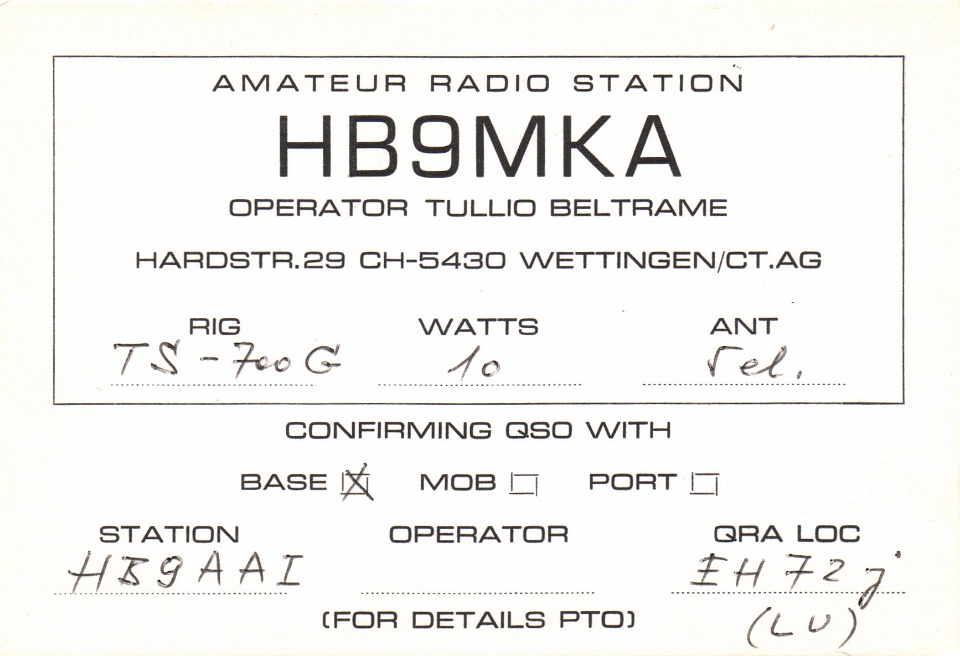 AMATEUR RADIO STATION
HB9MKA
OPERATOR TULLIO BELTRAME
HARDSTR.29 CH-5430 WETTINGEN/CT.AG
RIG WATTS ANT
TS-700G 10 5el.
CONFIRMING QSO WITH
BASE MOB PORT
STATION OPERATOR QRA LOC
HB9AAI EH72j
(FOR DETAILS PTO) (LU)